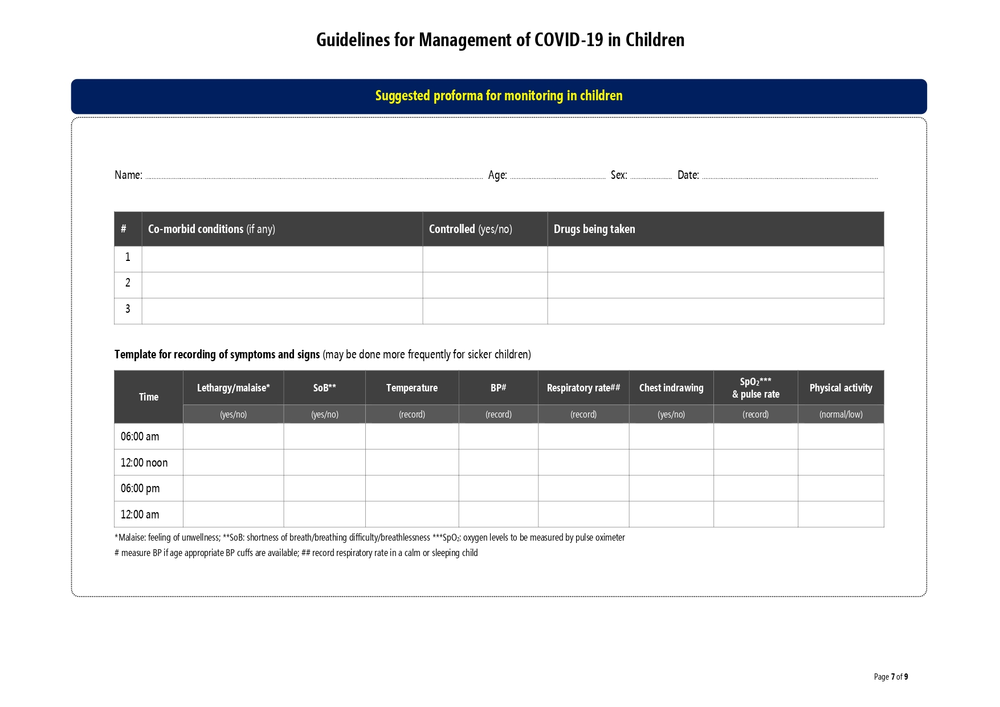 Guidelines for Management of COVID-19 in Children
Suggested proforma for monitoring in children
Name: Age: Sex: Date:
# Co-morbid conditions (if any) Controlled (yes/no) Drugs being taken
1
2
3
Template for recording of symptoms and signs (may be done more frequently for sicker children)
Time Lethargy/malaise* SoB** Temperature BP# Respiratory rate## Chest indrawing SpO₂*** & pulse rate Physical activity
(yes/no) (yes/no) (record) (record) (record) (yes/no) (record) (normal/low)
06:00 am
12:00 noon
06:00 pm
12:00 am
*Malaise: feeling of unwellness; **SoB: shortness of breath/breathing difficulty/breathlessness ***SpO₂: oxygen levels to be measured by pulse oximeter
# measure BP if age appropriate BP cuffs are available; ## record respiratory rate in a calm or sleeping child
Page 7 of 9